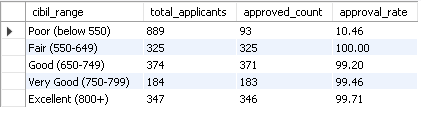 cibil_range total_applicants approved_count approval_rate
Poor (below 550) 889 93 10.46
Fair (550-649) 325 325 100.00
Good (650-749) 374 371 99.20
Very Good (750-799) 184 183 99.46
Excellent (800+) 347 346 99.71